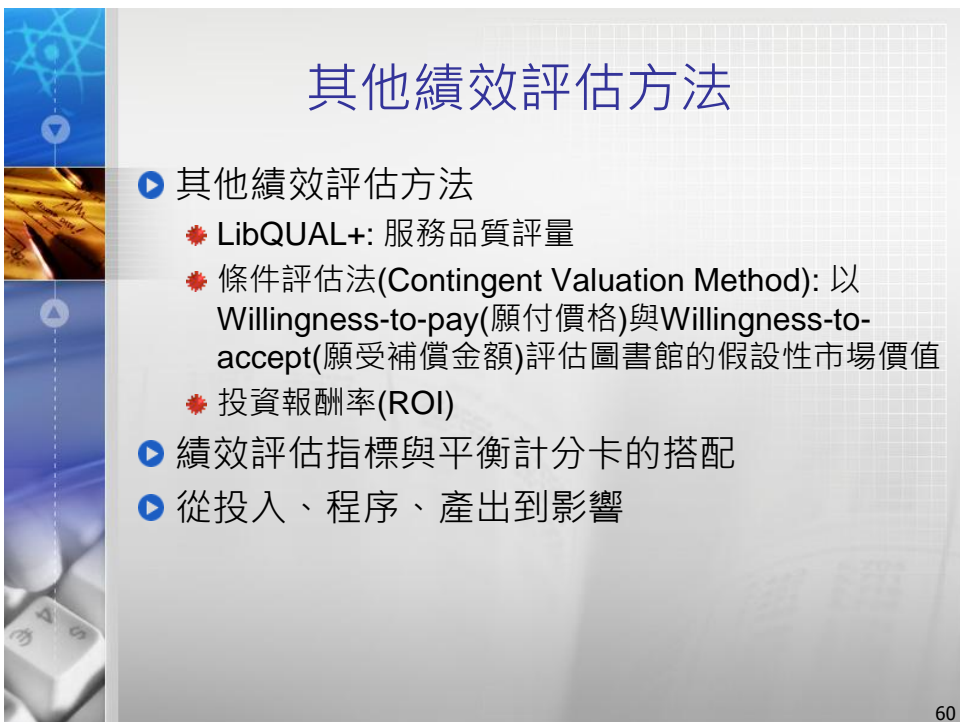 其他績效評估方法
其他績效評估方法
LibQUAL+: 服務品質評量
條件評估法(Contingent Valuation Method): 以
Willingness-to-pay(願付價格)與Willingness-to-
accept(願受補償金額)評估圖書館的假設性市場價值
投資報酬率(ROI)
績效評估指標與平衡計分卡的搭配
從投入、程序、產出到影響
60